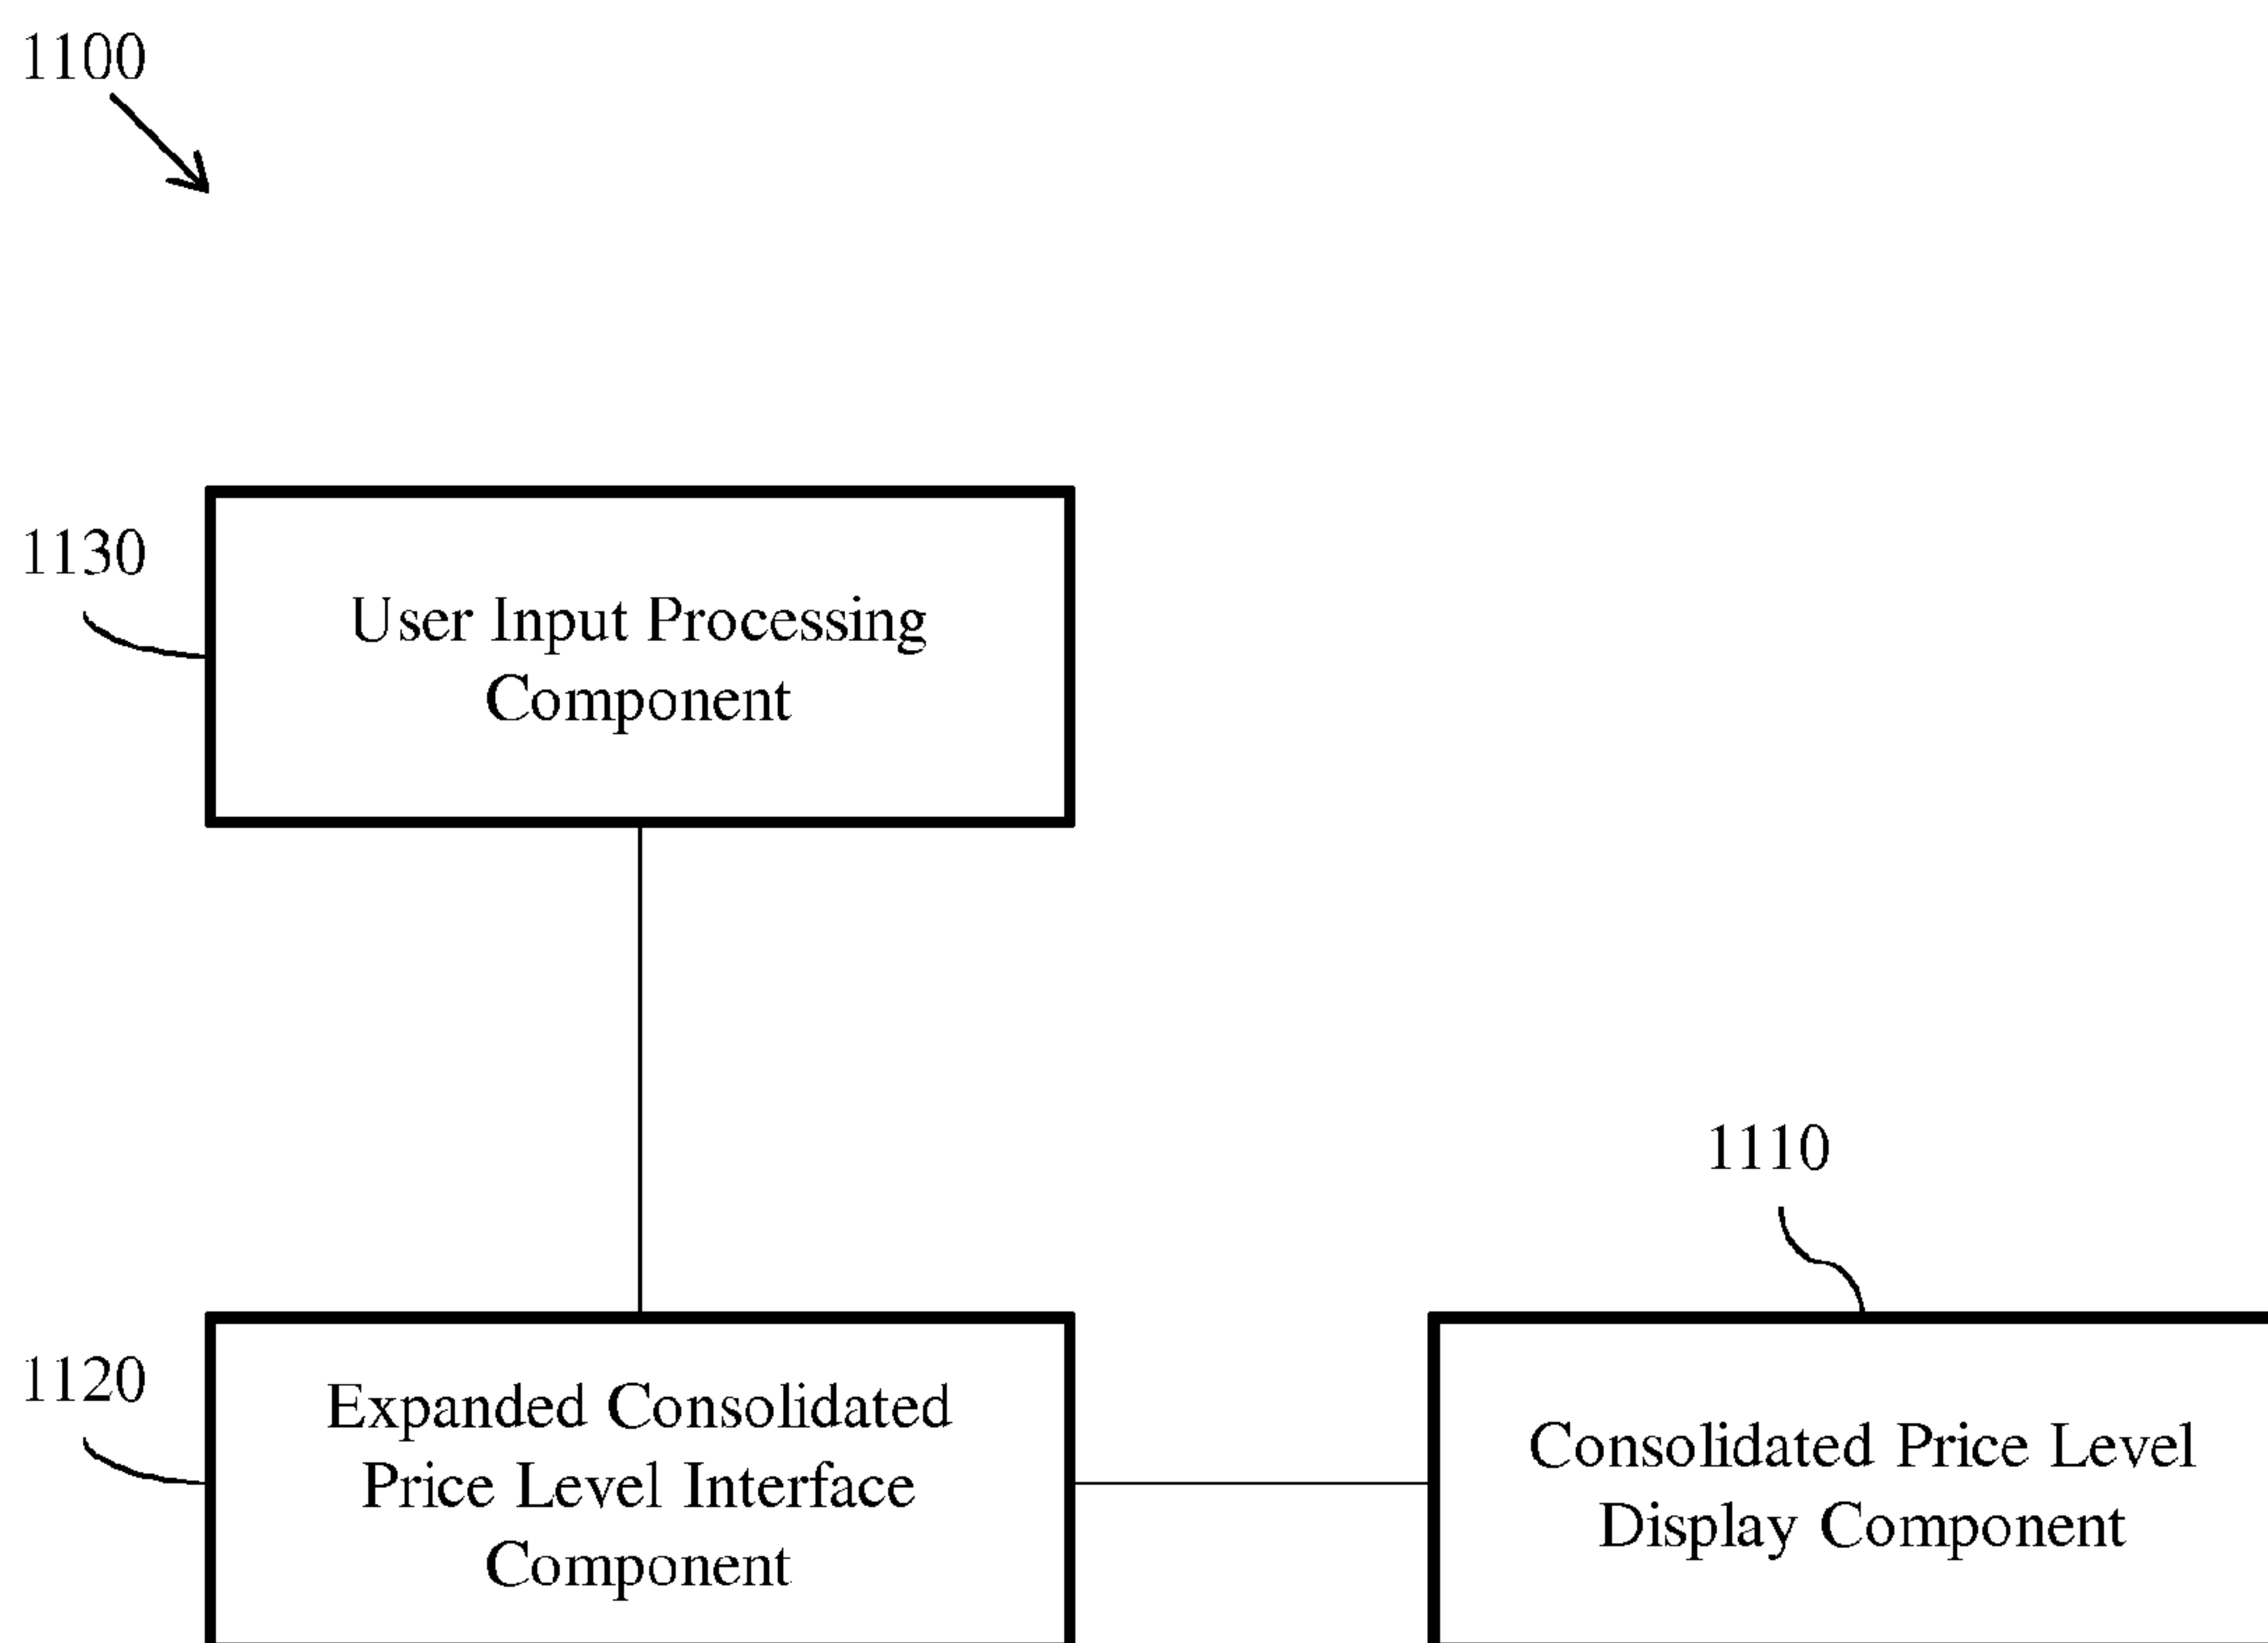 1100
1130
User Input Processing
Component
1110
1120
Expanded Consolidated
Price Level Interface
Component
Consolidated Price Level
Display Component